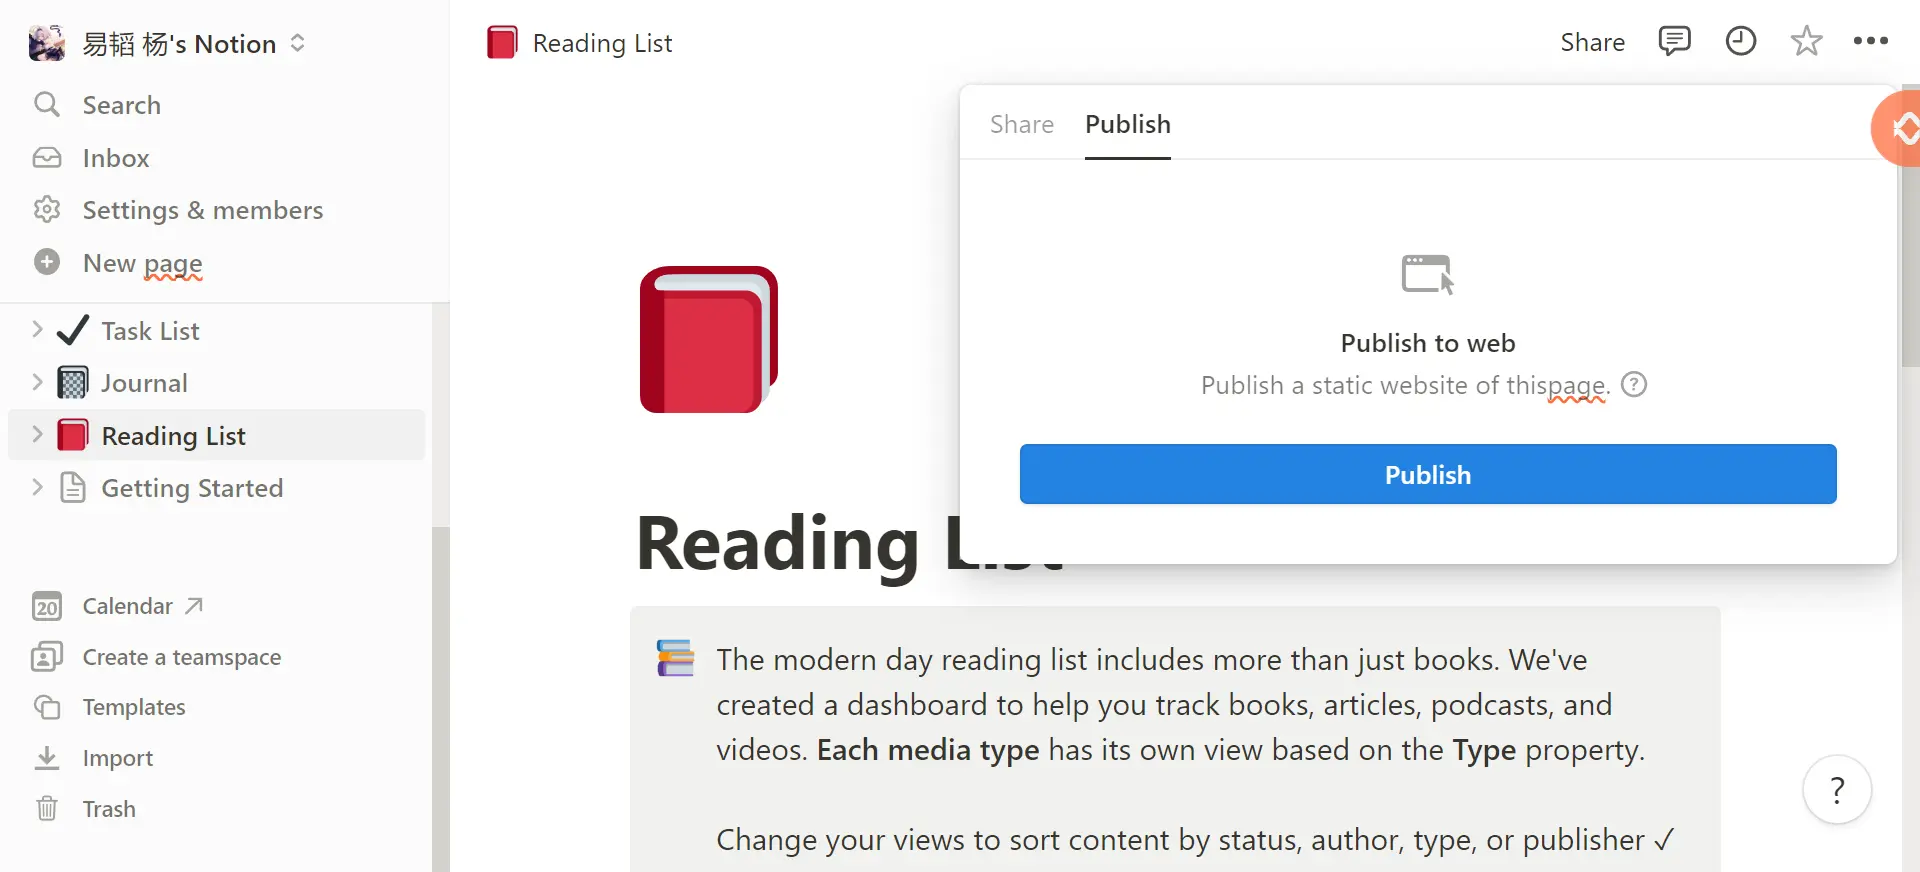 易韬 杨's Notion
Search
Inbox
Settings & members
New page
Task List
Journal
Reading List
Getting Started
20
Calendar
Create a teamspace
Templates
Import
Trash
Reading List
Share
Share Publish
Publish to web
Publish a static website of thispage. ?
Publish
Reading List
The modern day reading list includes more than just books. We've
created a dashboard to help you track books, articles, podcasts, and
videos. Each media type has its own view based on the Type property.
Change your views to sort content by status, author, type, or publisher ✓
?